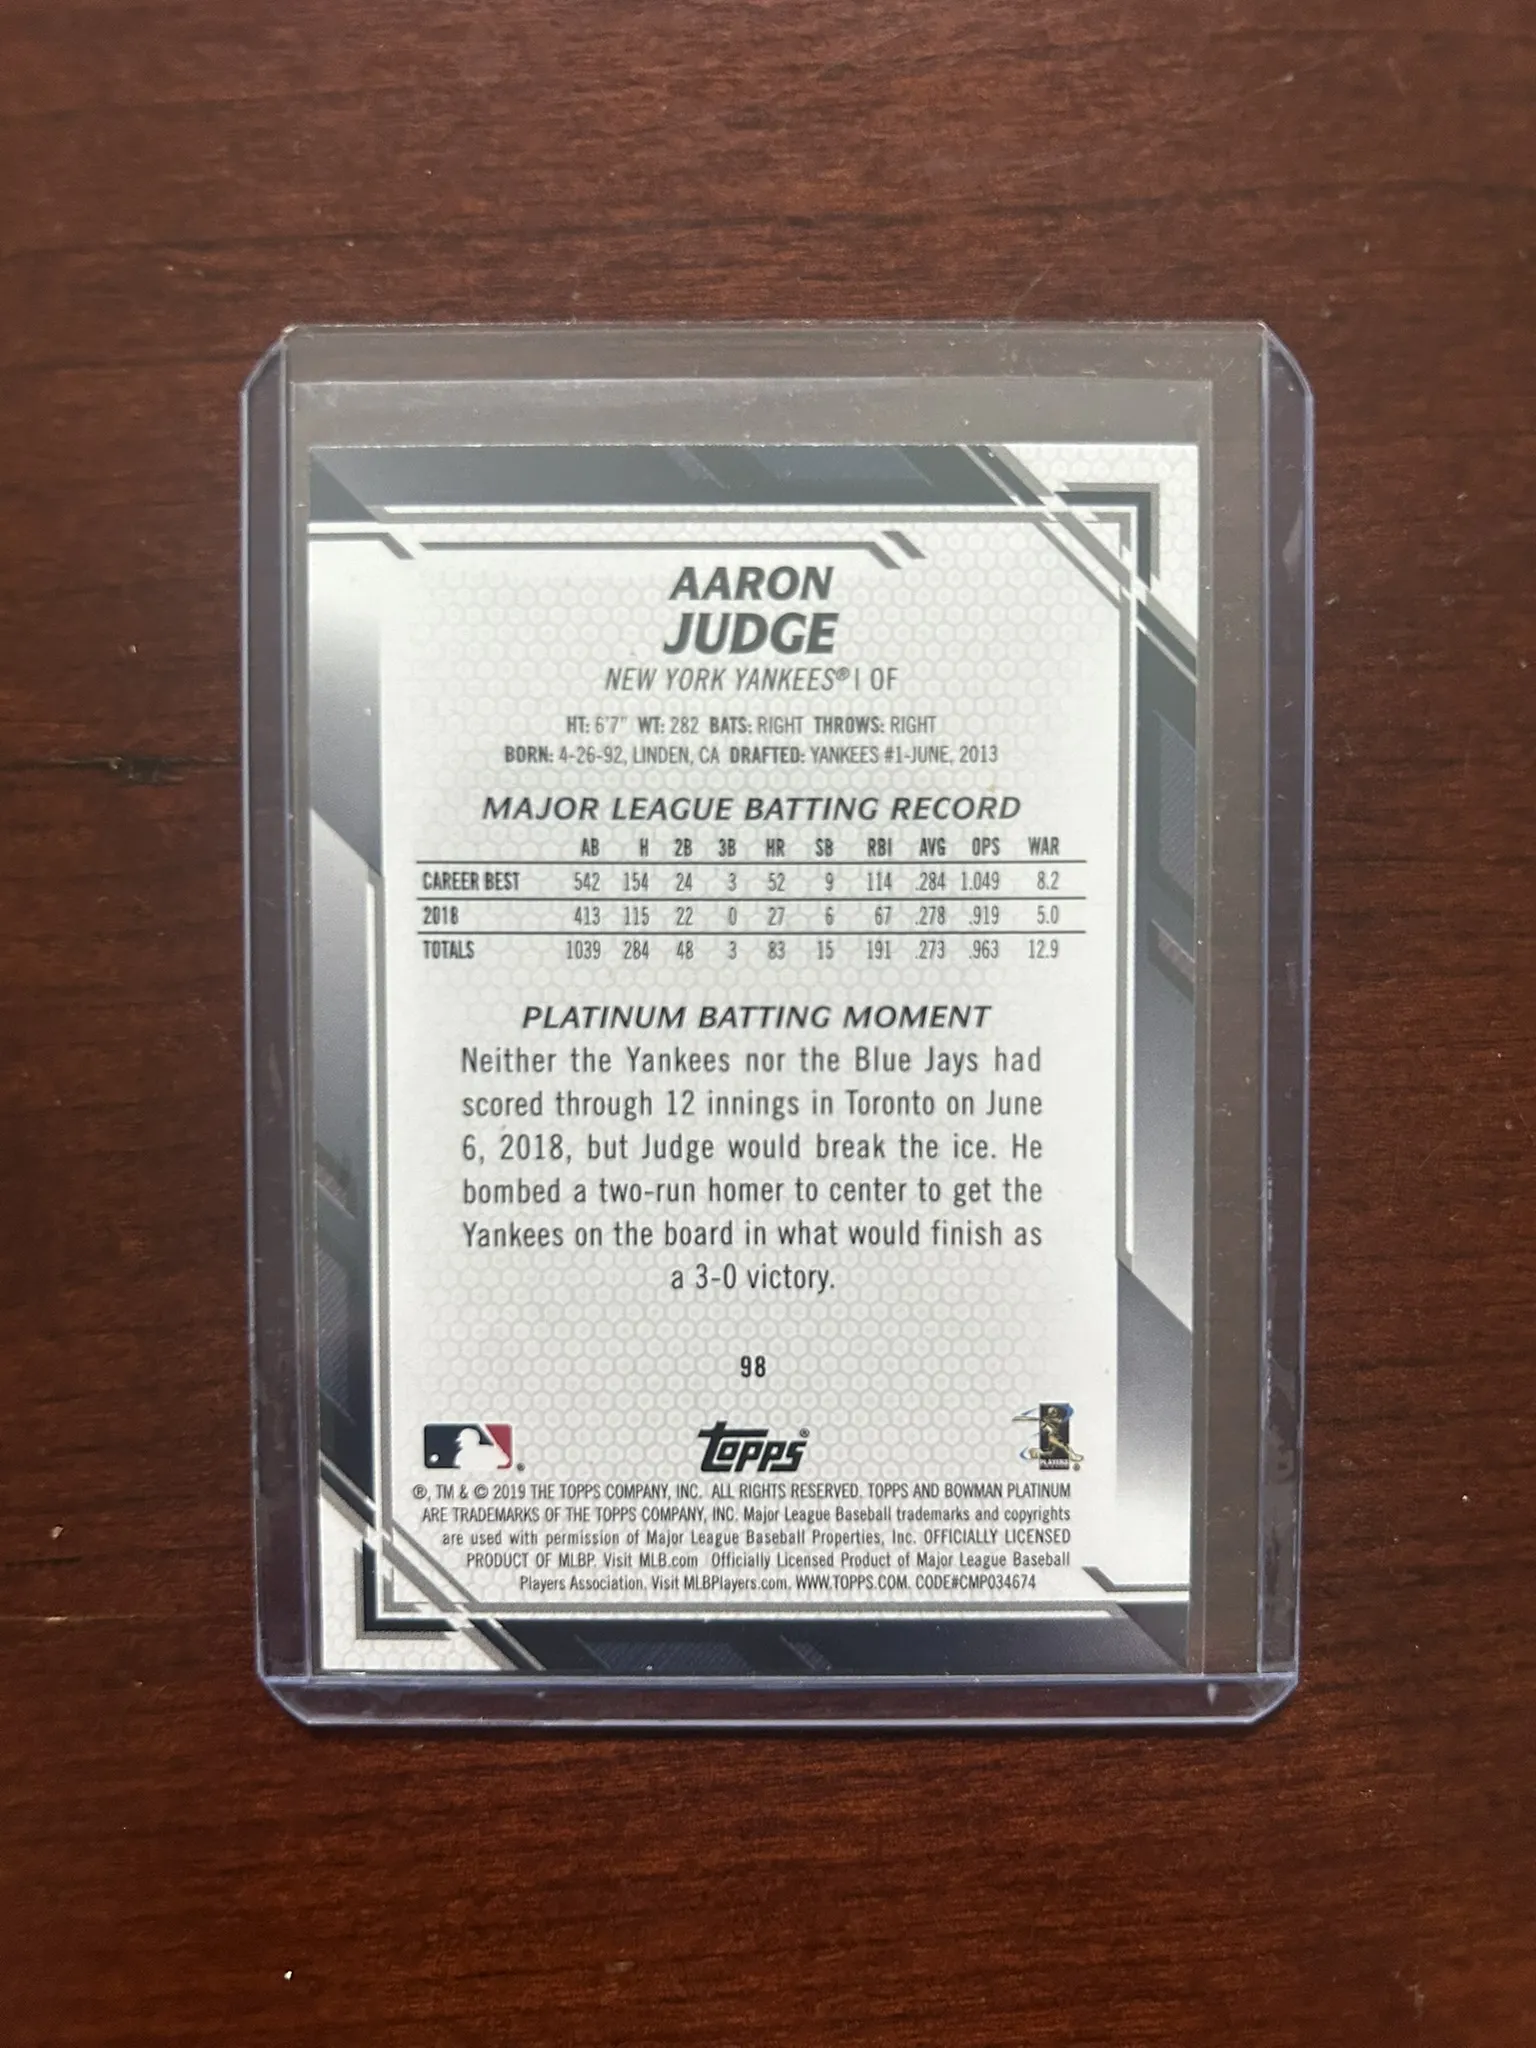 AARON
JUDGE
NEW YORK YANKEES® | OF
HT: 6'7" WT: 282 BATS: RIGHT THROWS: RIGHT
BORN: 4-26-92, LINDEN, CA DRAFTED: YANKEES #1-JUNE, 2013
MAJOR LEAGUE BATTING RECORD
AB H 2B 3B HR SB RBI AVG OPS WAR
CAREER BEST 542 154 24 3 52 9 114 .284 1.049 8.2
2018 413 115 22 0 27 6 67 .278 .919 5.0
TOTALS 1039 284 48 3 83 15 191 .273 .963 12.9
PLATINUM BATTING MOMENT
Neither the Yankees nor the Blue Jays had
scored through 12 innings in Toronto on June
6, 2018, but Judge would break the ice. He
bombed a two-run homer to center to get the
Yankees on the board in what would finish as
a 3-0 victory.
98
topps®
PLAYERS
®, TM & © 2019 THE TOPPS COMPANY, INC. ALL RIGHTS RESERVED. TOPPS AND BOWMAN PLATINUM
ARE TRADEMARKS OF THE TOPPS COMPANY, INC. Major League Baseball trademarks and copyrights
are used with permission of Major League Baseball Properties, Inc. OFFICIALLY LICENSED
PRODUCT OF MLBP. Visit MLB.com Officially Licensed Product of Major League Baseball
Players Association. Visit MLBPlayers.com. WWW.TOPPS.COM. CODE#CMP034674